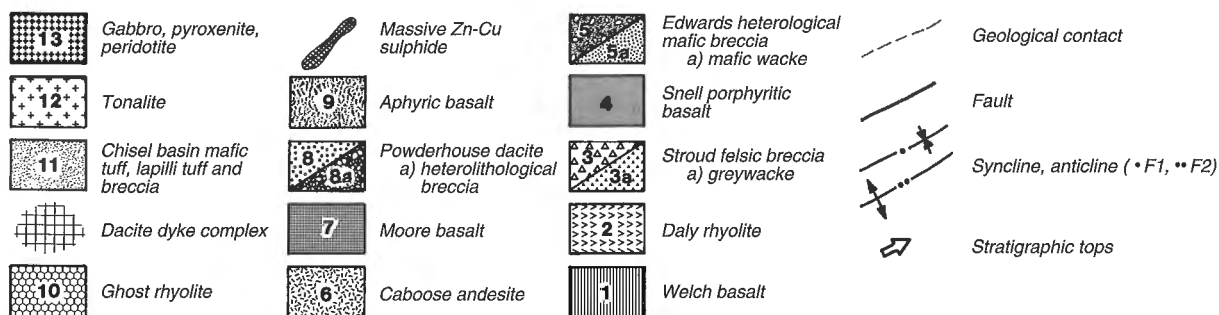 13
Gabbro, pyroxenite,
peridotite
12
Tonalite
11
Chisel basin mafic
tuff, lapilli tuff and
breccia
Dacite dyke complex
10
Ghost rhyolite
Massive Zn-Cu
sulphide
9
Aphyric basalt
8
8a
Powderhouse dacite
a) heterolithological
breccia
7
Moore basalt
6
Caboose andesite
5
5a
Edwards heterological
mafic breccia
a) mafic wacke
4
Snell porphyritic
basalt
3
3a
Stroud felsic breccia
a) greywacke
2
Daly rhyolite
1
Welch basalt
Geological contact
Fault
Syncline, anticline (• F1, •• F2)
Stratigraphic tops